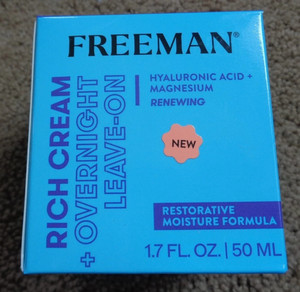 FREEMAN®
HYALURONIC ACID +
MAGNESIUM
RENEWING
RICH CREAM
+ OVERNIGHT
LEAVE-ON
NEW
RESTORATIVE
MOISTURE FORMULA
1.7 FL. OZ. | 50 ML